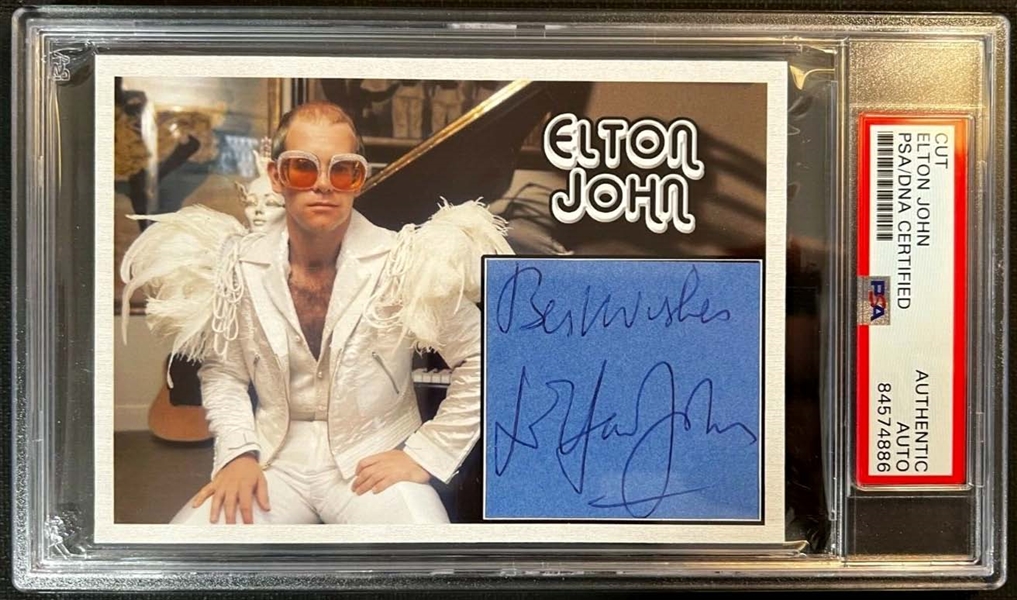 ELTON
JOHN
Best Wishes
Elton John
CUT
ELTON JOHN
PSA/DNA CERTIFIED
PSA
AUTHENTIC
AUTO
84574886